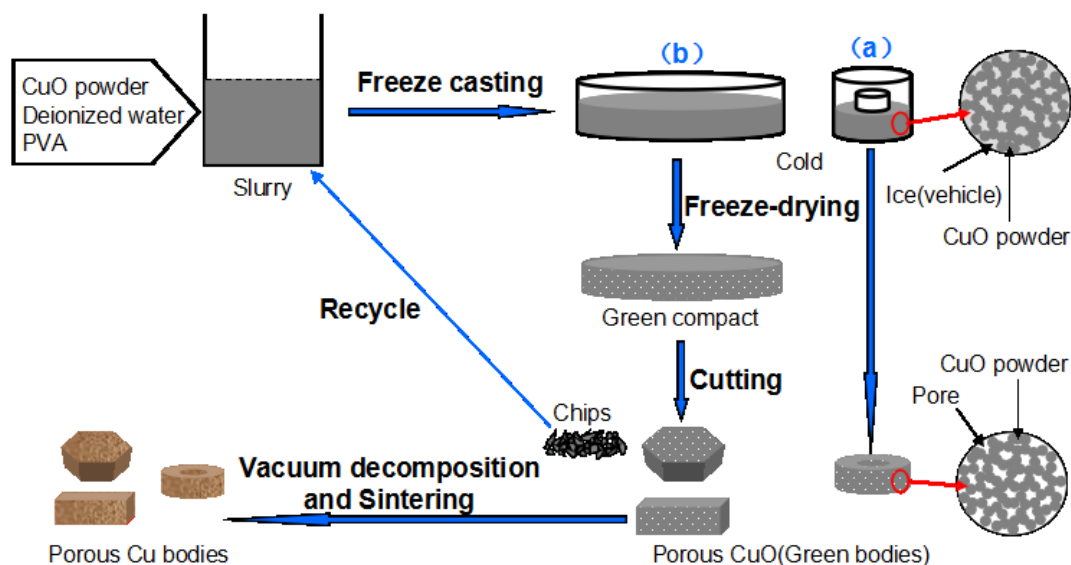 CuO powder
Deionized water
PVA
Slurry
Freeze casting
(b)
(a)
Cold
Ice(vehicle)
CuO powder
Freeze-drying
Green compact
Recycle
Cutting
Chips
CuO powder
Pore
Vacuum decomposition
and Sintering
Porous Cu bodies
Porous CuO(Green bodies)